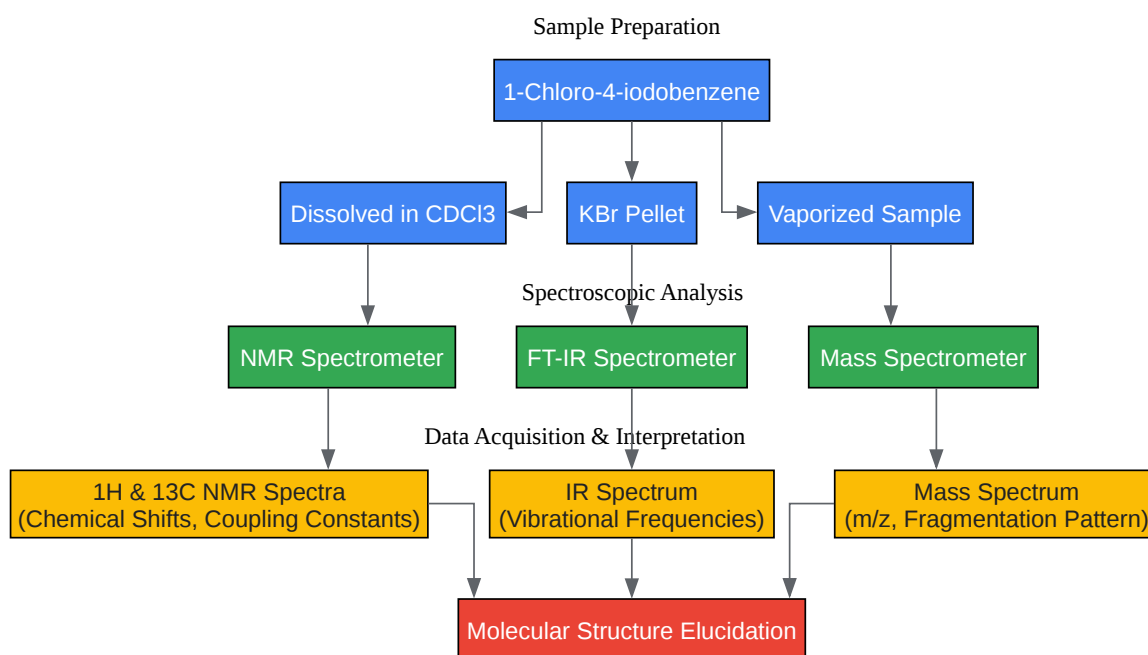 Sample Preparation
1-Chloro-4-iodobenzene
Dissolved in CDCl3
KBr Pellet
Vaporized Sample
Spectroscopic Analysis
NMR Spectrometer
FT-IR Spectrometer
Mass Spectrometer
Data Acquisition & Interpretation
1H & 13C NMR Spectra
(Chemical Shifts, Coupling Constants)
IR Spectrum
(Vibrational Frequencies)
Mass Spectrum
(m/z, Fragmentation Pattern)
Molecular Structure Elucidation